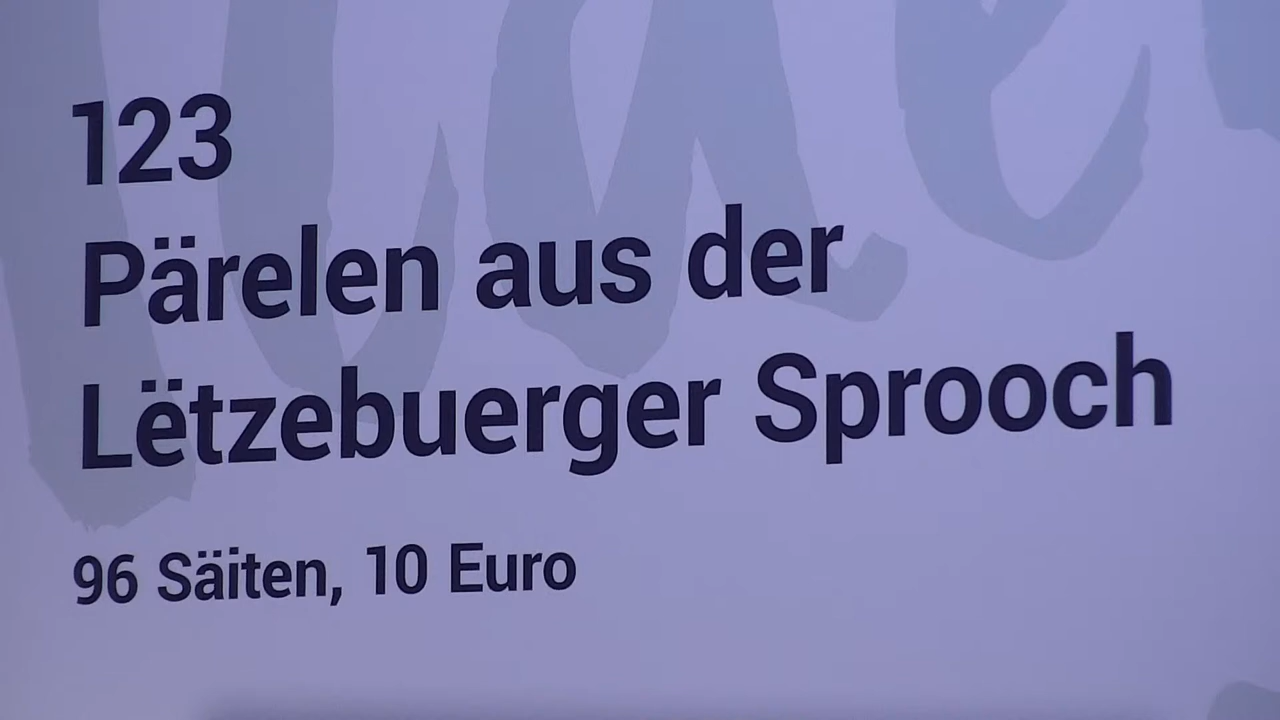 123
Pärelen aus der
Lëtzebuerger Sprooch
96 Säiten, 10 Euro